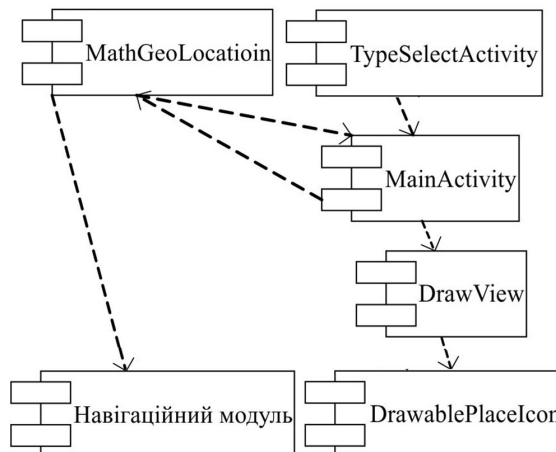 MathGeoLocatioin
TypeSelectActivity
MainActivity
DrawView
Навігаційний модуль
DrawablePlaceIcon